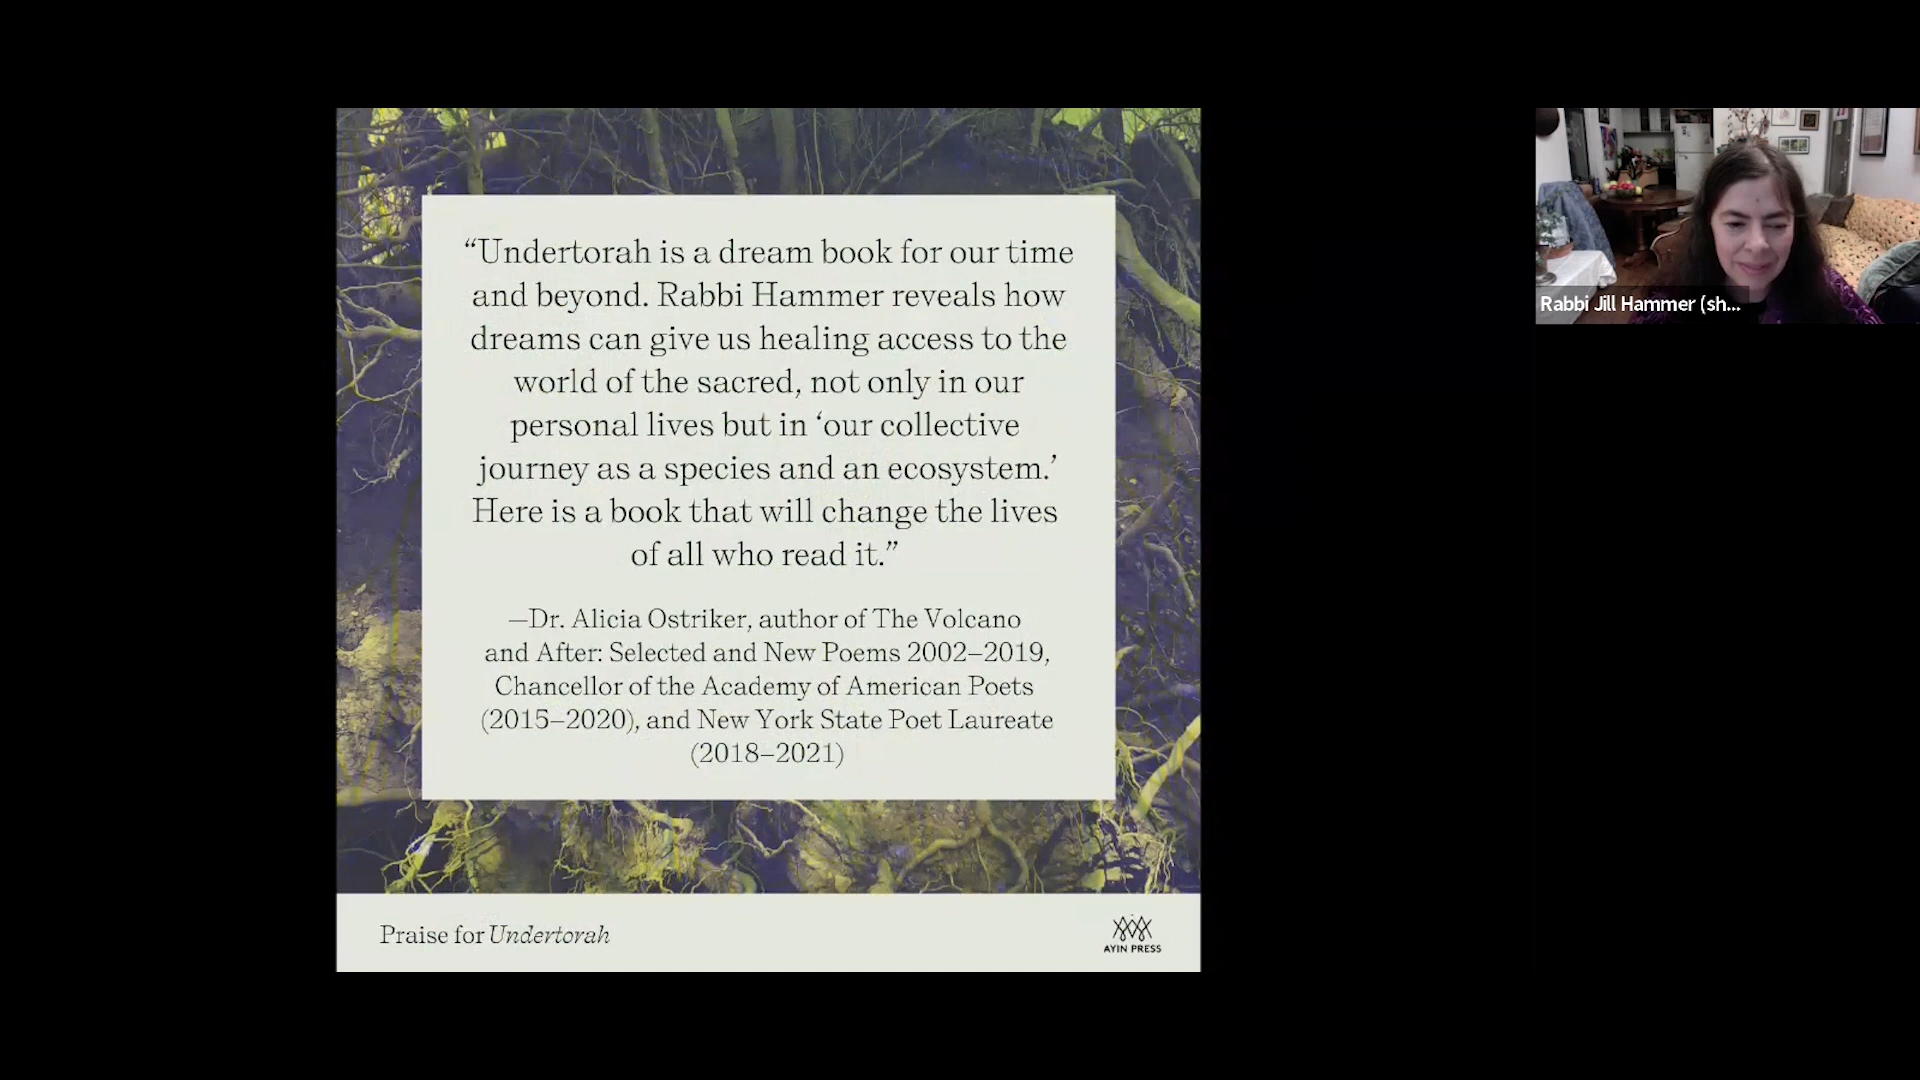 “Undertorah is a dream book for our time
and beyond. Rabbi Hammer reveals how
dreams can give us healing access to the
world of the sacred, not only in our
personal lives but in ‘our collective
journey as a species and an ecosystem.’
Here is a book that will change the lives
of all who read it.”
—Dr. Alicia Ostriker, author of The Volcano
and After: Selected and New Poems 2002–2019,
Chancellor of the Academy of American Poets
(2015–2020), and New York State Poet Laureate
(2018–2021)
Praise for Undertorah
AYIN PRESS
Rabbi Jill Hammer (sh...